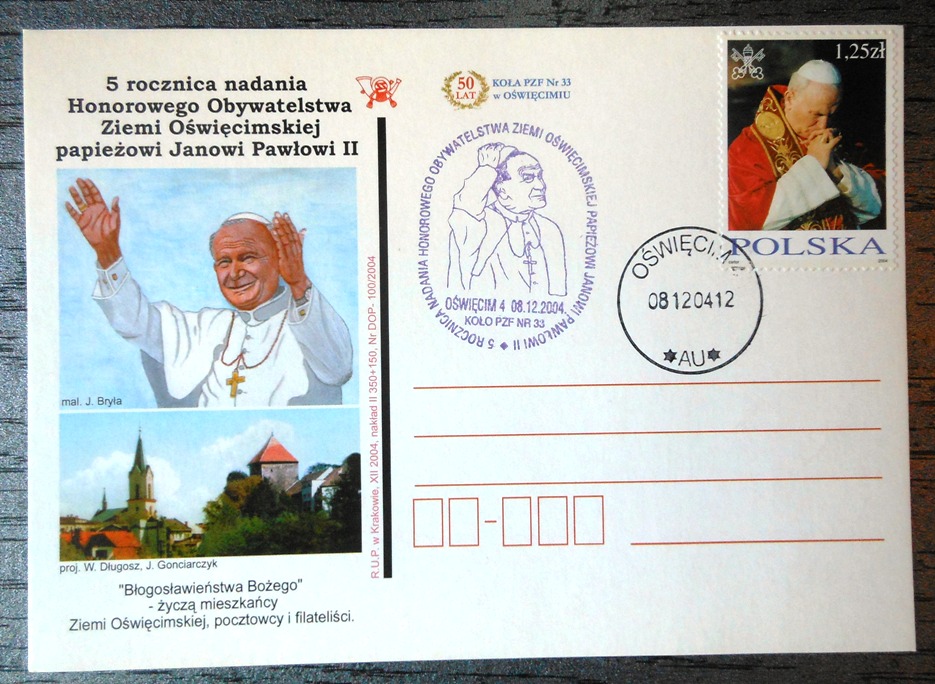 5 rocznica nadania
Honorowego Obywatelstwa
Ziemi Oświęcimskiej
papieżowi Janowi Pawłowi II
mal. J. Bryła
proj. W. Długosz, J. Gonciarczyk
"Błogosławieństwa Bożego"
- życzą mieszkańcy
Ziemi Oświęcimskiej, pocztowcy i filateliści.
R.U.P. w Krakowie. XII 2004, nakład II 350+150, Nr DOP- 100/2004
50
LAT
KOŁA PZF Nr 33
w OŚWIĘCIMIU
5 ROCZNICA NADANIA HONOROWEGO OBYWATELSTWA ZIEMI OŚWIĘCIMSKIEJ PAPIEŻOWI JANOWI PAWŁOWI II
OŚWIĘCIM 4 08.12.2004.
KOŁO PZF NR 33
1,25zł
POLSKA
OŚWIĘCIM
08120412
AU